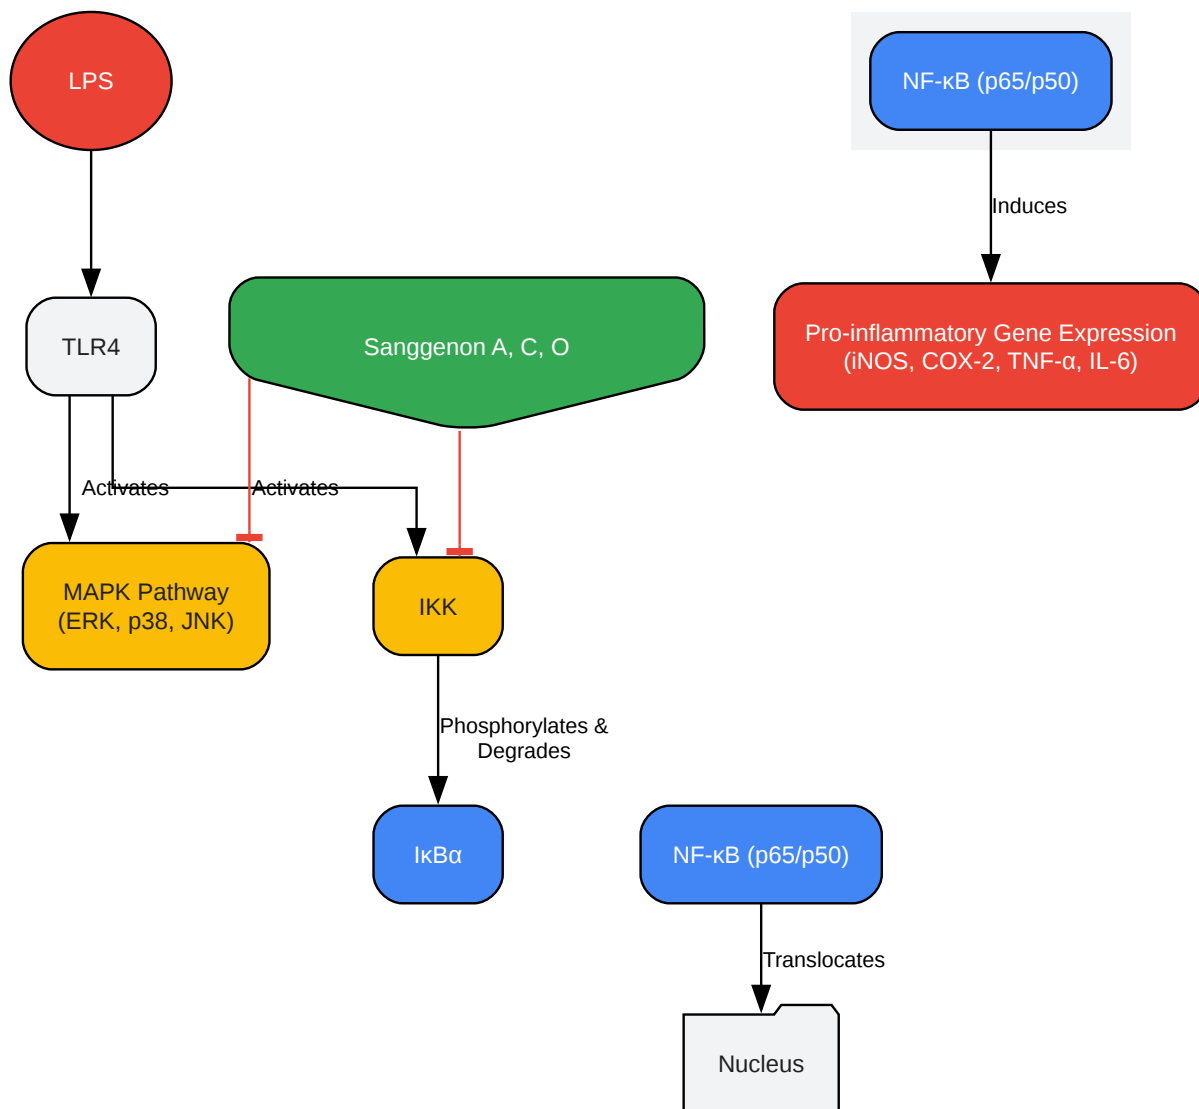 LPS
NF-κB (p65/p50)
Induces
TLR4
Sanggenon A, C, O
Pro-inflammatory Gene Expression
(iNOS, COX-2, TNF-α, IL-6)
Activates
Activates
MAPK Pathway
(ERK, p38, JNK)
IKK
Phosphorylates &
Degrades
IκBα
NF-κB (p65/p50)
Translocates
Nucleus